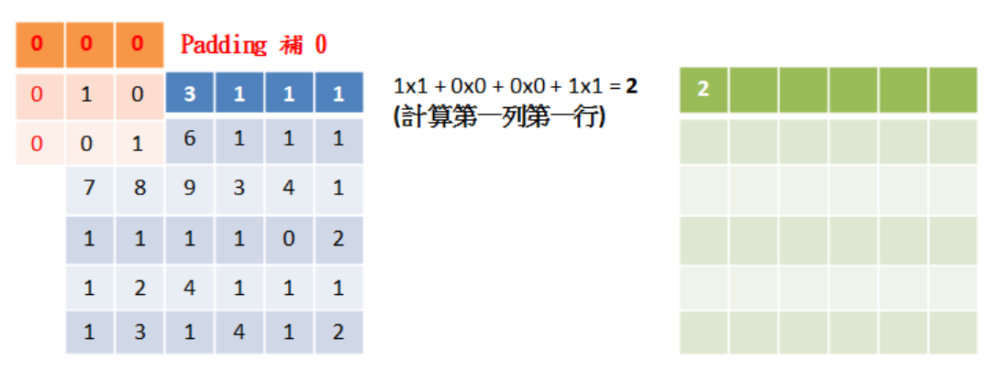 0 0 0 Padding 補 0
0 1 0 3 1 1 1
1x1 + 0x0 + 0x0 + 1x1 = 2
(計算第一列第一行)
2
0 0 1 6 1 1 1
7 8 9 3 4 1
1 1 1 1 0 2
1 2 4 1 1 1
1 3 1 4 1 2